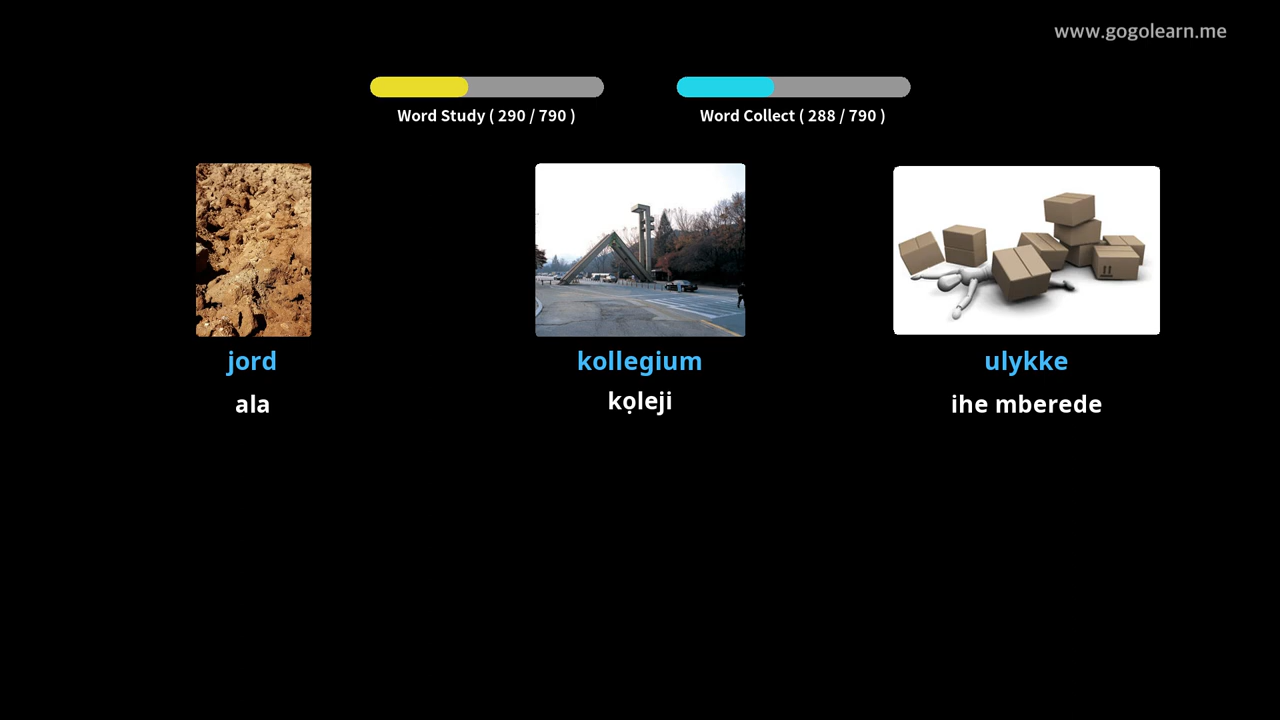 www.gogolearn.me
Word Study ( 290 / 790 )
Word Collect ( 288 / 790 )
jord
kollegium
ulykke
ala
kọleji
ihe mberede